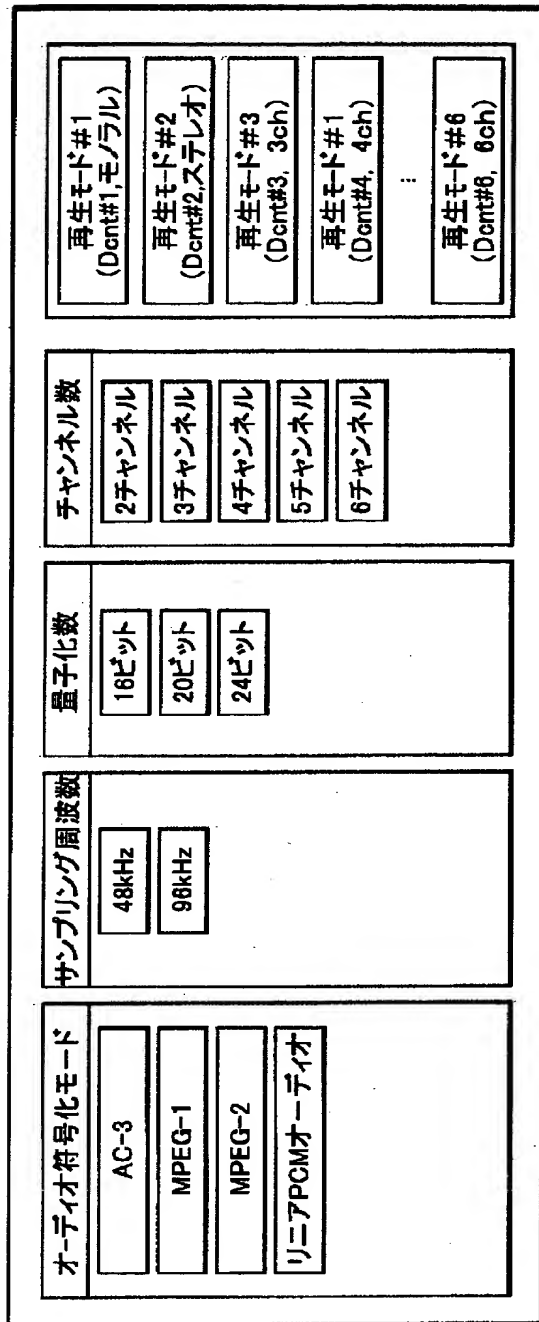 オーディオ符号化モード
AC-3
MPEG-1
MPEG-2
リニアPCMオーディオ
サンプリング周波数
48kHz
96kHz
量子化数
16ビット
20ビット
24ビット
チャンネル数
2チャンネル
3チャンネル
4チャンネル
5チャンネル
6チャンネル
再生モード#1
(Dcnt#1,モノラル)
再生モード#2
(Dcnt#2,ステレオ)
再生モード#3
(Dcnt#3, 3ch)
再生モード#1
(Dcnt#4, 4ch)
…
再生モード#6
(Dcnt#6, 6ch)